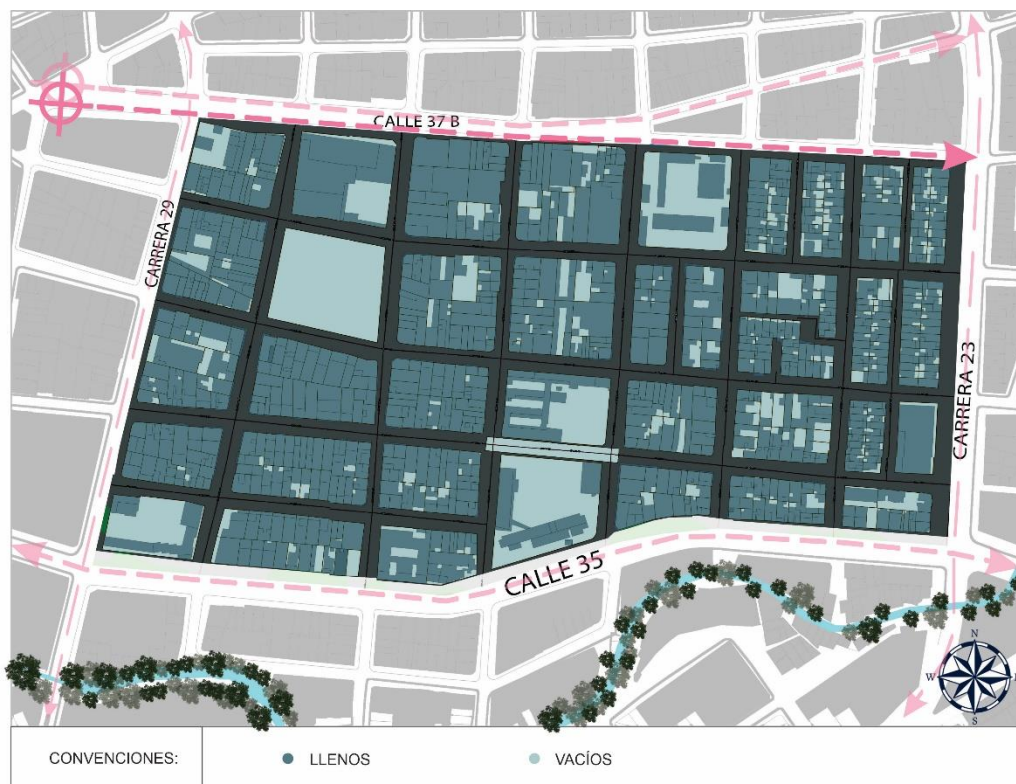 CALLE 37 B
CARRERA 29
CARRERA 23
CALLE 35
N
W
S
CONVENCIONES:
LLENOS
VACÍOS